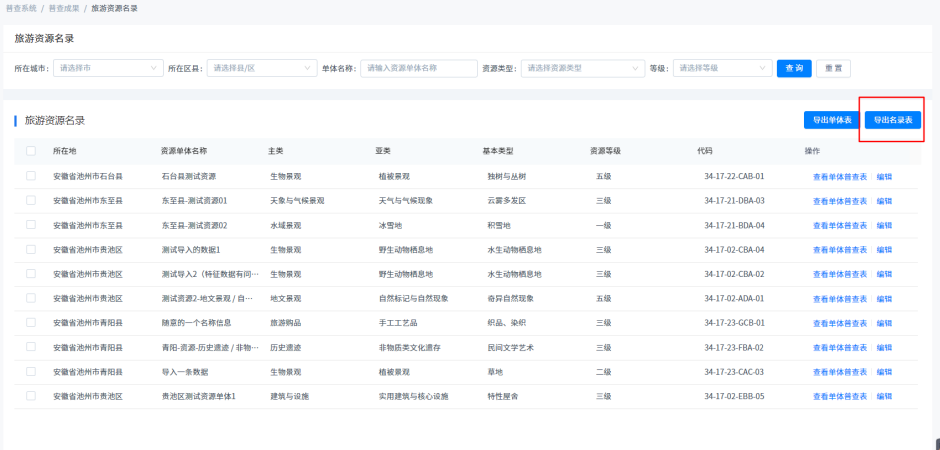 普查系统 / 普查成果 / 旅游资源名录
旅游资源名录
所在城市: 请选择市 所在区县: 请选择县/区 单体名称: 请输入资源单体名称 资源类型: 请选择资源类型 等级: 请选择等级 查 询 重 置
旅游资源名录 导出单体表 导出名录表
所在地 资源单体名称 主类 亚类 基本类型 资源等级 代码 操作
安徽省池州市石台县 石台县测试资源 生物景观 植被景观 独树与丛树 五级 34-17-22-CAB-01 查看单体普查表 编辑
安徽省池州市东至县 东至县-测试资源01 天象与气候景观 天气与气候现象 云雾多发区 三级 34-17-21-DBA-03 查看单体普查表 编辑
安徽省池州市东至县 东至县-测试资源02 水域景观 冰雪地 积雪地 一级 34-17-21-BDA-04 查看单体普查表 编辑
安徽省池州市贵池区 测试导入的数据1 生物景观 野生动物栖息地 水生动物栖息地 三级 34-17-02-CBA-04 查看单体普查表 编辑
安徽省池州市贵池区 测试导入2（特征数据有问… 生物景观 野生动物栖息地 水生动物栖息地 三级 34-17-02-CBA-02 查看单体普查表 编辑
安徽省池州市贵池区 测试资源2-地文景观 / 自… 地文景观 自然标记与自然现象 奇异自然现象 五级 34-17-02-ADA-01 查看单体普查表 编辑
安徽省池州市青阳县 随意的一个名称信息 旅游购品 手工工艺品 织品、染织 三级 34-17-23-GCB-01 查看单体普查表 编辑
安徽省池州市青阳县 青阳-资源-历史遗迹 / 非物… 历史遗迹 非物质类文化遗存 民间文学艺术 三级 34-17-23-FBA-02 查看单体普查表 编辑
安徽省池州市青阳县 导入一条数据 生物景观 植被景观 草地 二级 34-17-23-CAC-03 查看单体普查表 编辑
安徽省池州市贵池区 贵池区测试资源单体1 建筑与设施 实用建筑与核心设施 特性屋舍 三级 34-17-02-EBB-05 查看单体普查表 编辑